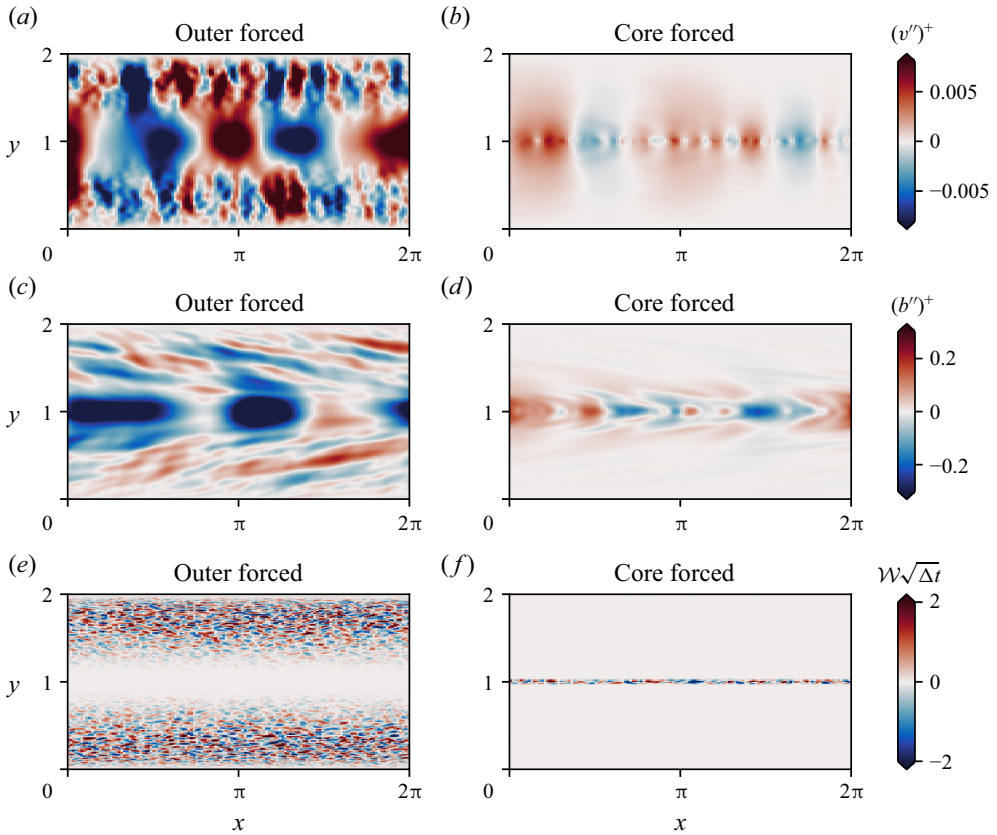 (a) Outer forced (b) Core forced (v″)⁺
2
y 1
0 π 2π 0 π 2π
2
1
0.005
0
−0.005
(c) Outer forced (d) Core forced (b″)⁺
2
y 1
0 π 2π 0 π 2π
2
1
0.2
0
−0.2
(e) Outer forced (f) Core forced 𝒲√Δt
2
y 1
0 π 2π 0 π 2π
2
1
2
0
−2
x x